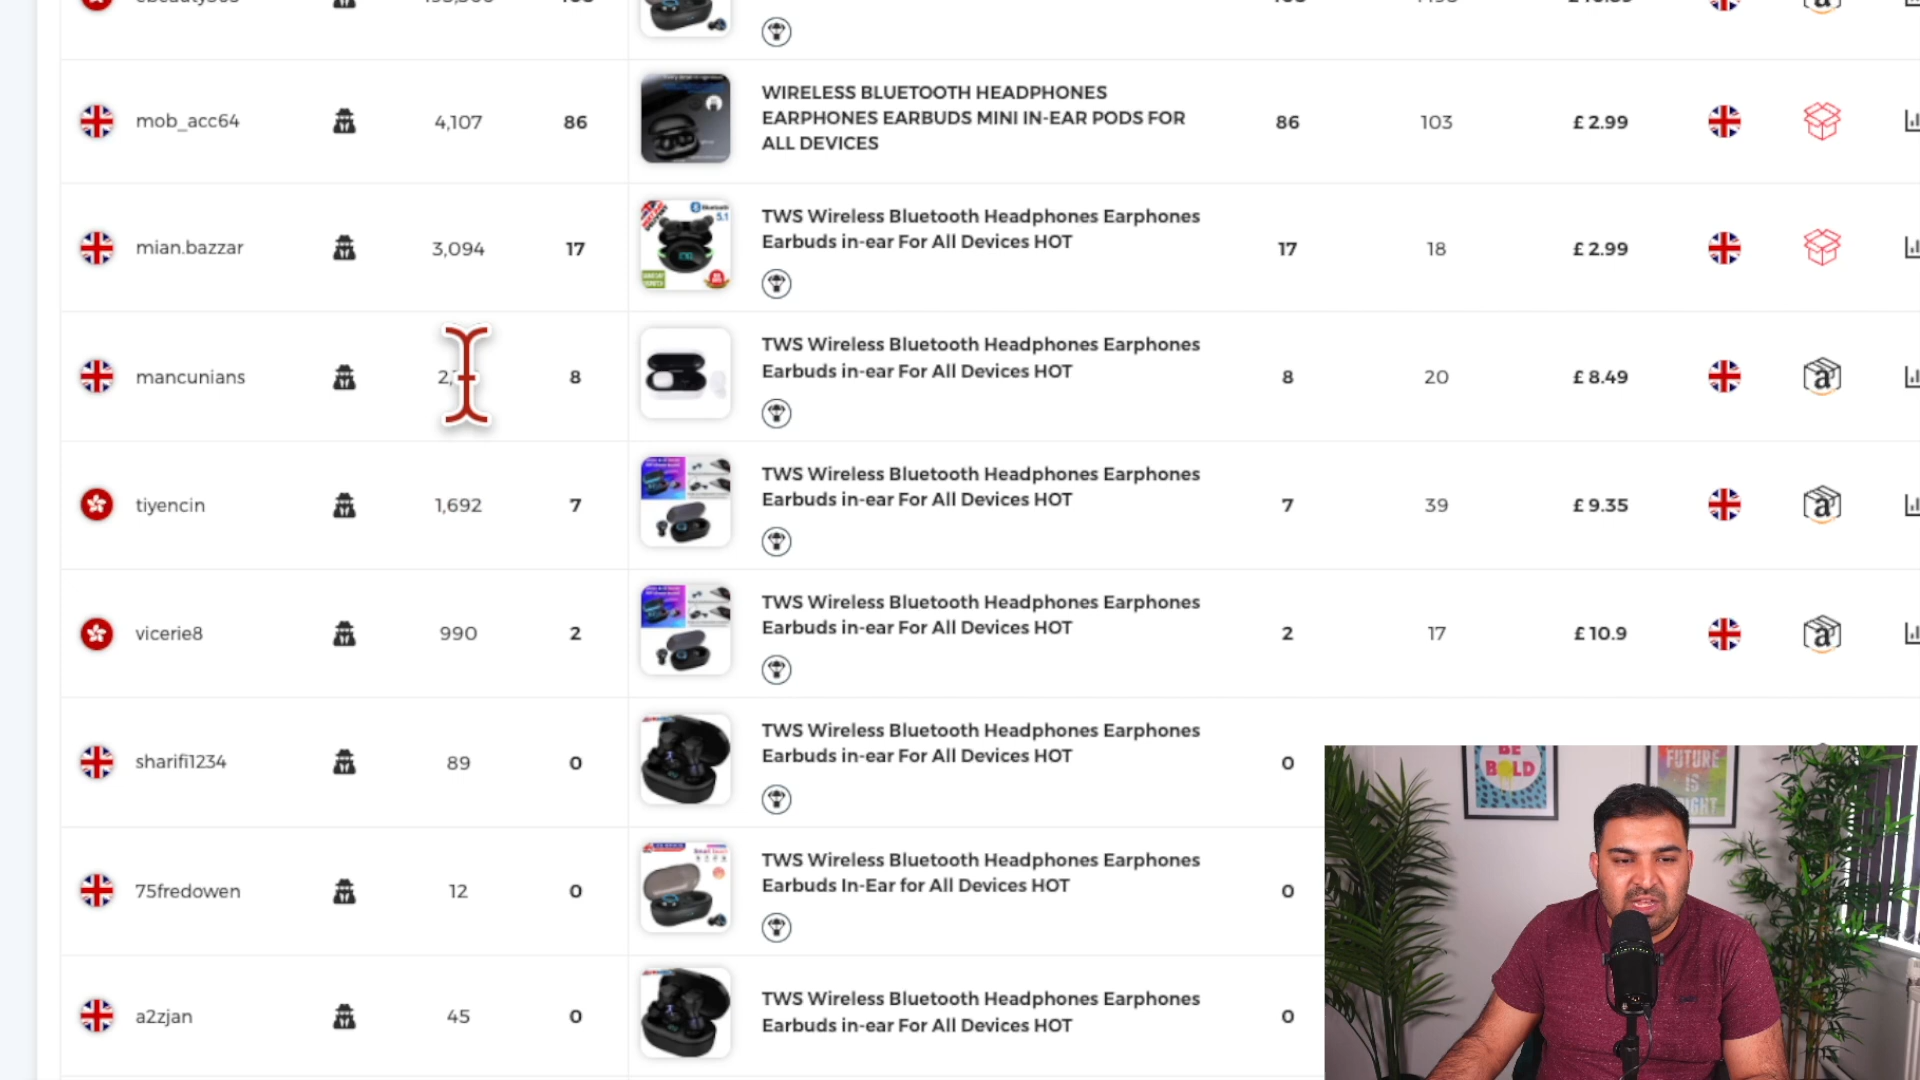 mob_acc64 4,107 86 WIRELESS BLUETOOTH HEADPHONES
EARPHONES EARBUDS MINI IN-EAR PODS FOR
ALL DEVICES 86 103 £ 2.99
mian.bazzar 3,094 17 TWS Wireless Bluetooth Headphones Earphones
Earbuds in-ear For All Devices HOT 17 18 £ 2.99
Bluetooth
5.1
mancunians 8 TWS Wireless Bluetooth Headphones Earphones
Earbuds in-ear For All Devices HOT 8 20 £ 8.49
tiyencin 1,692 7 TWS Wireless Bluetooth Headphones Earphones
Earbuds in-ear For All Devices HOT 7 39 £ 9.35
vicerie8 990 2 TWS Wireless Bluetooth Headphones Earphones
Earbuds in-ear For All Devices HOT 2 17 £ 10.9
sharifi1234 89 0 TWS Wireless Bluetooth Headphones Earphones
Earbuds in-ear For All Devices HOT 0
75fredowen 12 0 TWS Wireless Bluetooth Headphones Earphones
Earbuds In-Ear for All Devices HOT 0
a2zjan 45 0 TWS Wireless Bluetooth Headphones Earphones
Earbuds in-ear For All Devices HOT 0
BE
BOLD
FUTURE
IS